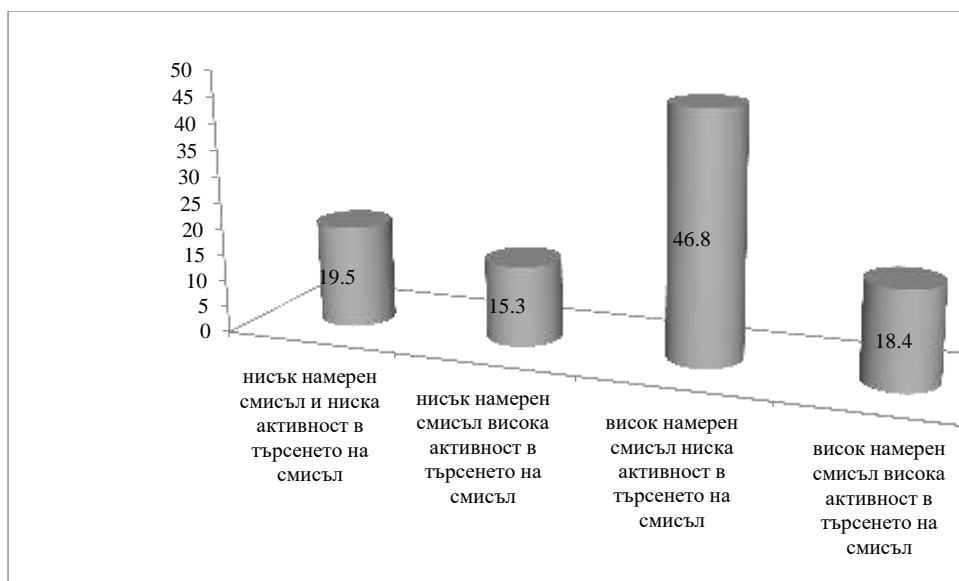 50
45
40
35
30
25
20
15
10
5
0
19.5
15.3
46.8
18.4
нисък намерен
смисъл и ниска
активност в
търсенето на
смисъл
нисък намерен
смисъл висока
активност в
търсенето на
смисъл
висок намерен
смисъл ниска
активност в
търсенето на
смисъл
висок намерен
смисъл висока
активност в
търсенето на
смисъл